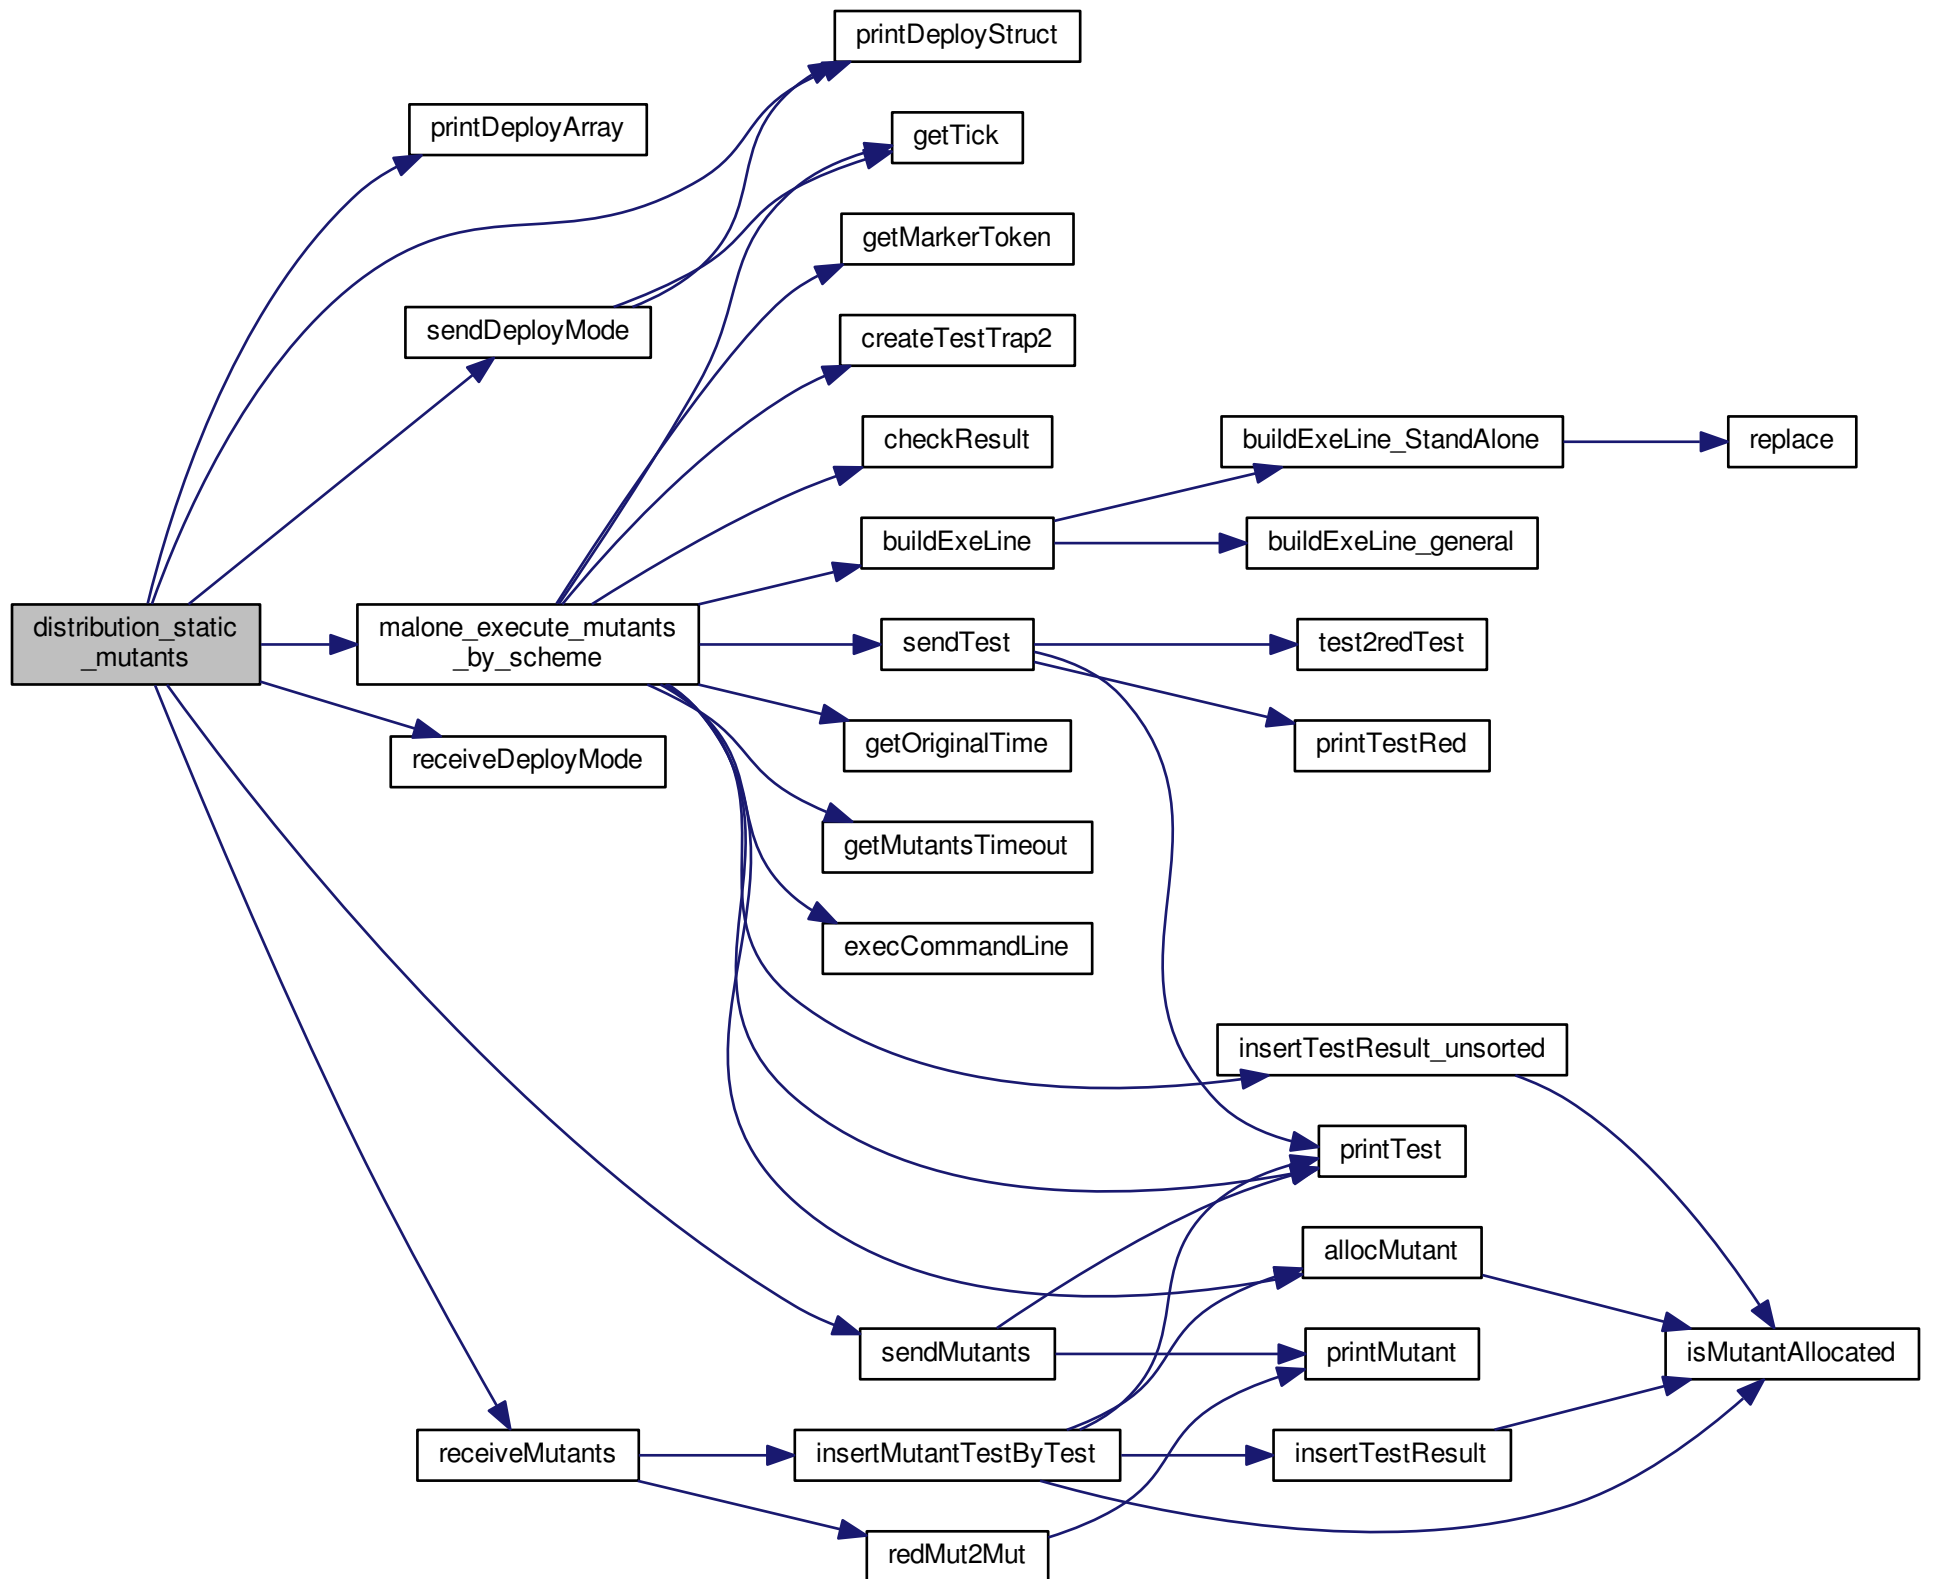 printDeployStruct
printDeployArray
getTick
getMarkerToken
sendDeployMode
createTestTrap2
checkResult
buildExeLine_StandAlone
replace
buildExeLine
buildExeLine_general
distribution_static
_mutants
malone_execute_mutants
_by_scheme
sendTest
test2redTest
receiveDeployMode
getOriginalTime
printTestRed
getMutantsTimeout
execCommandLine
insertTestResult_unsorted
printTest
allocMutant
sendMutants
printMutant
isMutantAllocated
receiveMutants
insertMutantTestByTest
insertTestResult
redMut2Mut